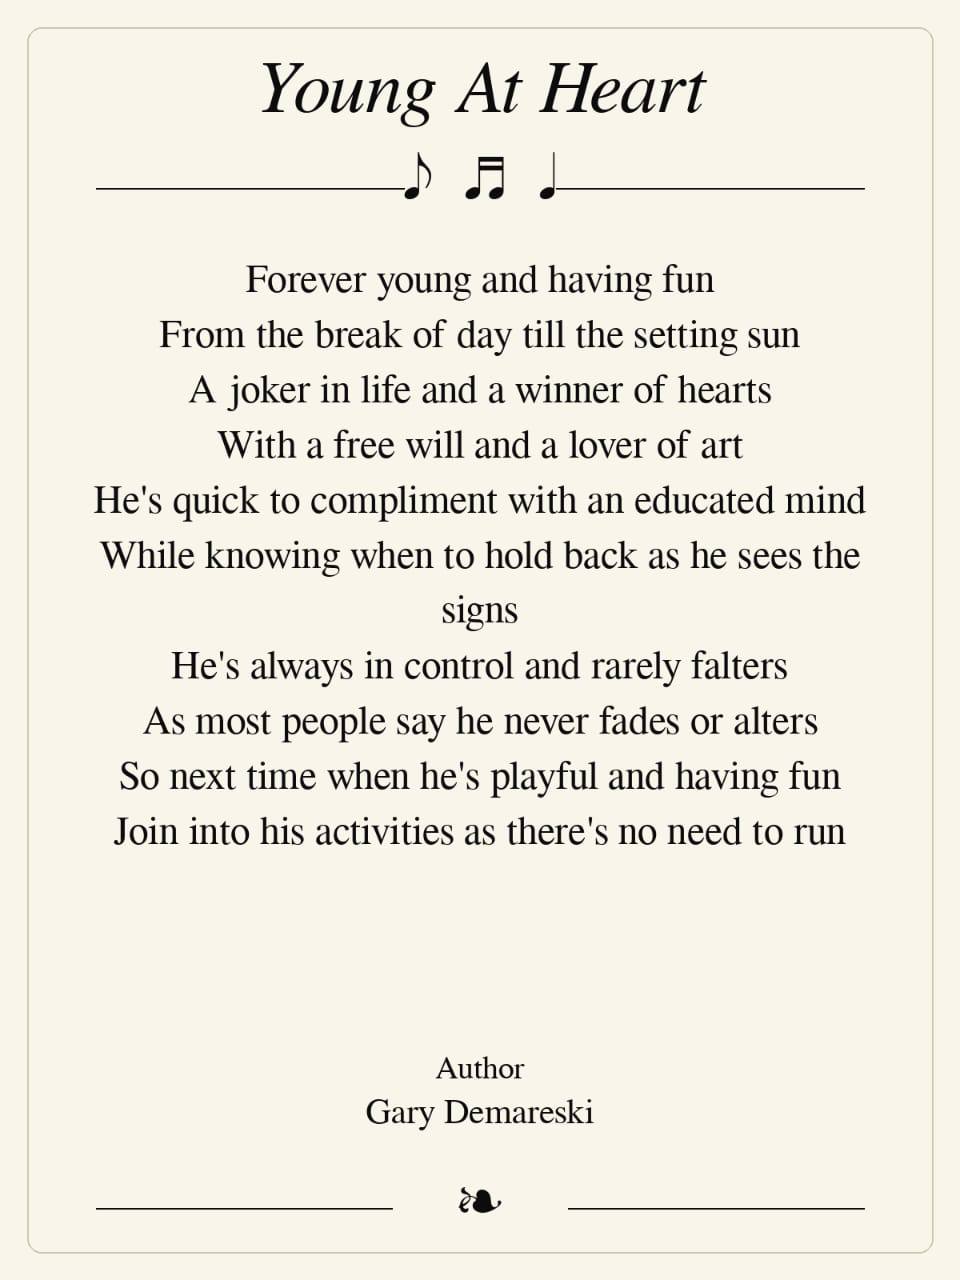 Young At Heart
Forever young and having fun
From the break of day till the setting sun
A joker in life and a winner of hearts
With a free will and a lover of art
He's quick to compliment with an educated mind
While knowing when to hold back as he sees the
signs
He's always in control and rarely falters
As most people say he never fades or alters
So next time when he's playful and having fun
Join into his activities as there's no need to run
Author
Gary Demareski